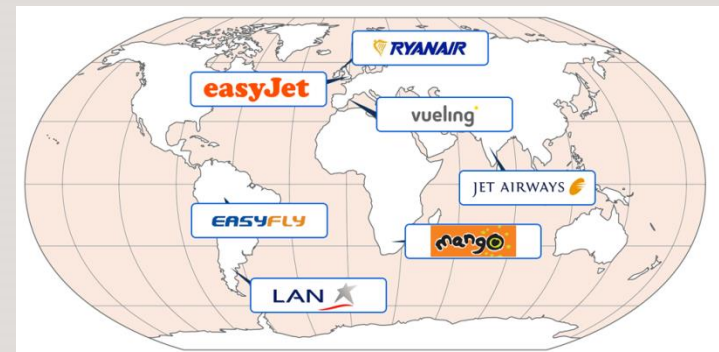 RYANAIR
easyJet
vueling
JET AIRWAYS
EASYFLY
mango
LAN